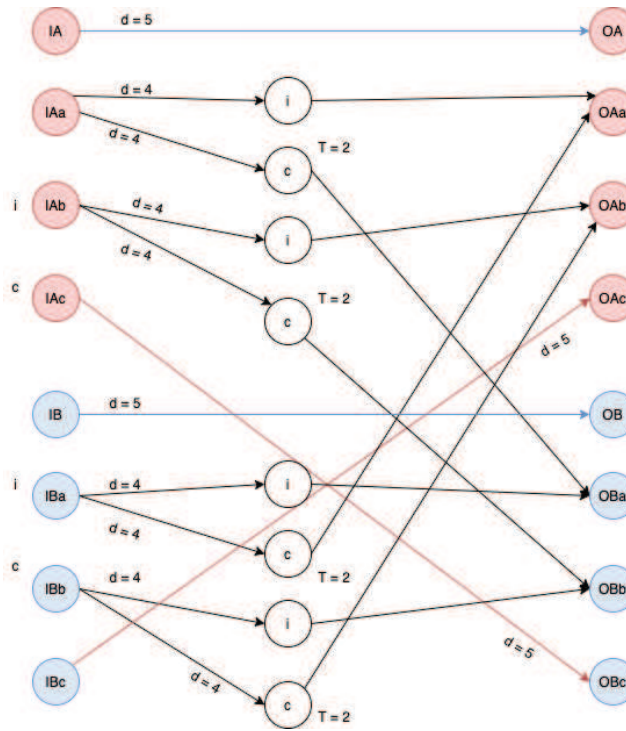 IA d = 5 OA
IAa d = 4 i OAa
d = 4 c T = 2
i IAb d = 4 i OAb
d = 4
c IAc c T = 2 OAc
d = 5
IB d = 5 OB
i IBa d = 4 i OBa
d = 4 c T = 2
c IBb d = 4 i OBb
d = 4 d = 5
IBc c T = 2 OBc